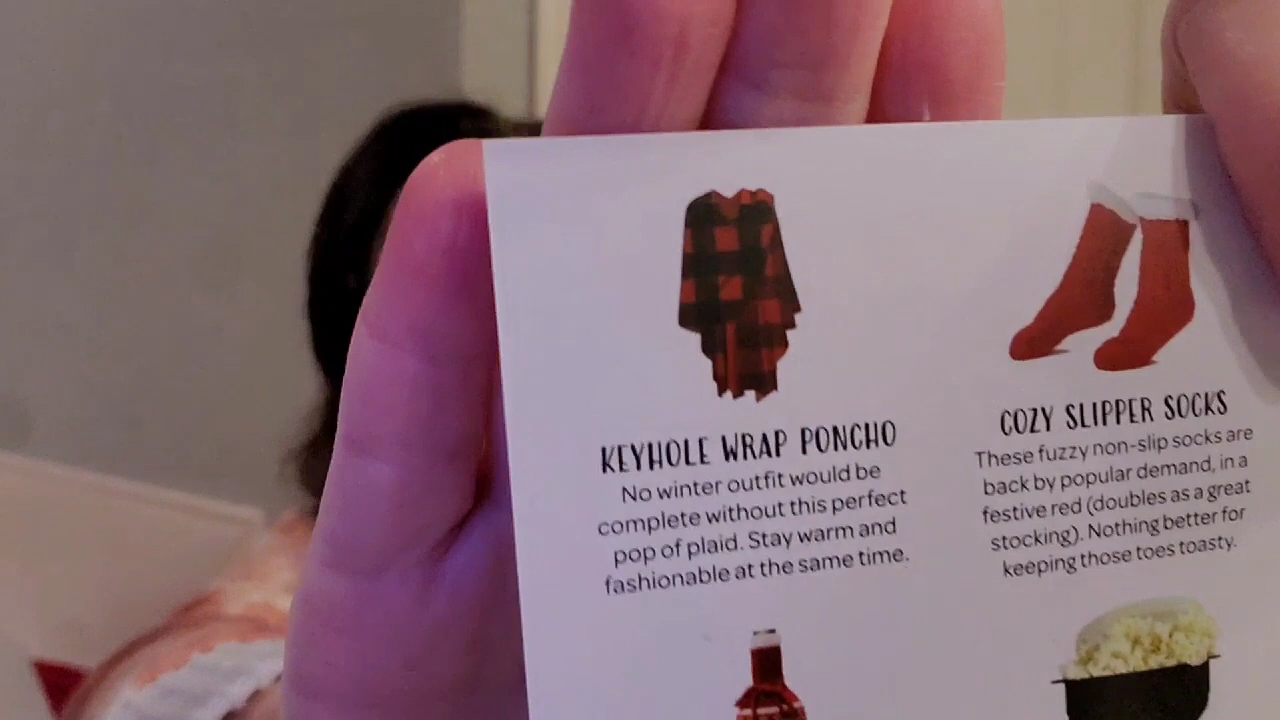 KEYHOLE WRAP PONCHO
No winter outfit would be
complete without this perfect
pop of plaid. Stay warm and
fashionable at the same time.
COZY SLIPPER SOCKS
These fuzzy non-slip socks are
back by popular demand, in a
festive red (doubles as a great
stocking). Nothing better for
keeping those toes toasty.